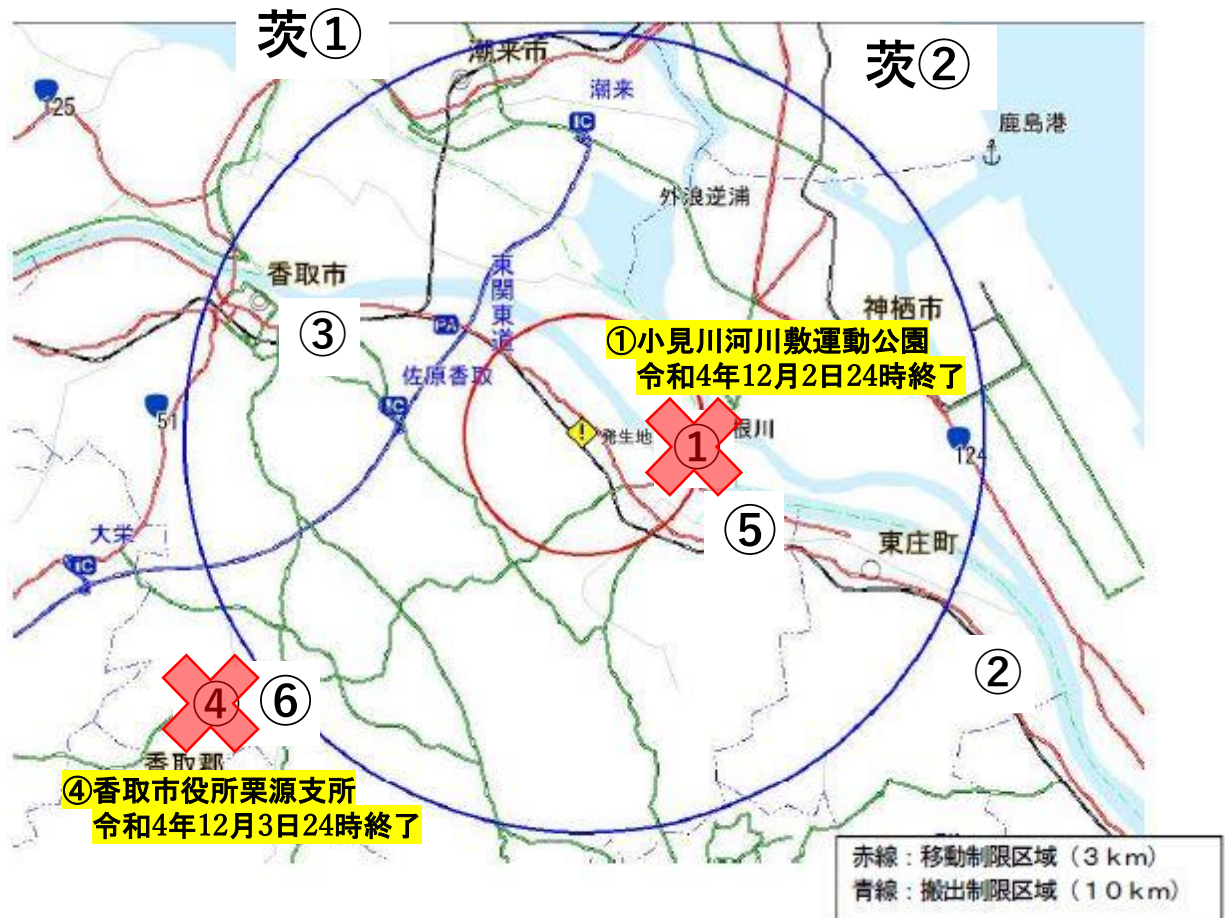 茨①
茨②
潮来市
125
潮来
IC
鹿島港
外浪逆浦
香取市
東関東道
神栖市
③
PA
①小見川河川敷運動公園
令和4年12月2日24時終了
佐原香取
IC
51
!
発生地
①
根川
124
⑤
大栄
IC
東庄町
②
④
⑥
香取郡
④香取市役所栗源支所
令和4年12月3日24時終了
赤線：移動制限区域（3km）
青線：搬出制限区域（10km）